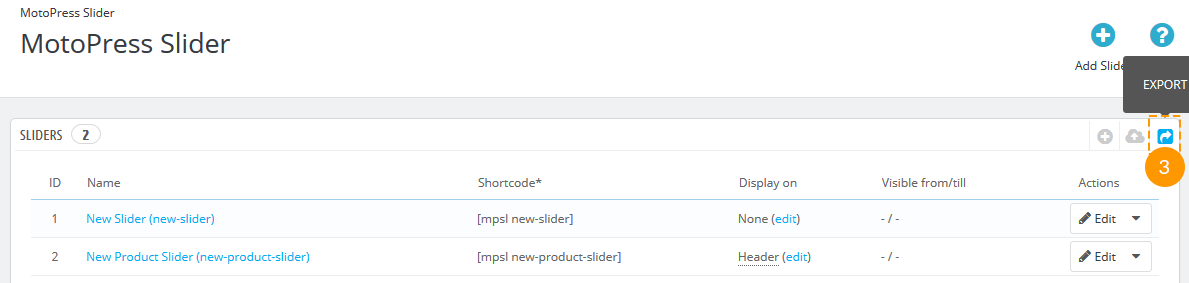 MotoPress Slider
MotoPress Slider
Add Slide
EXPORT
SLIDERS 2
3
ID Name Shortcode* Display on Visible from/till Actions
1 New Slider (new-slider) [mpsl new-slider] None (edit) - / - Edit
2 New Product Slider (new-product-slider) [mpsl new-product-slider] Header (edit) - / - Edit